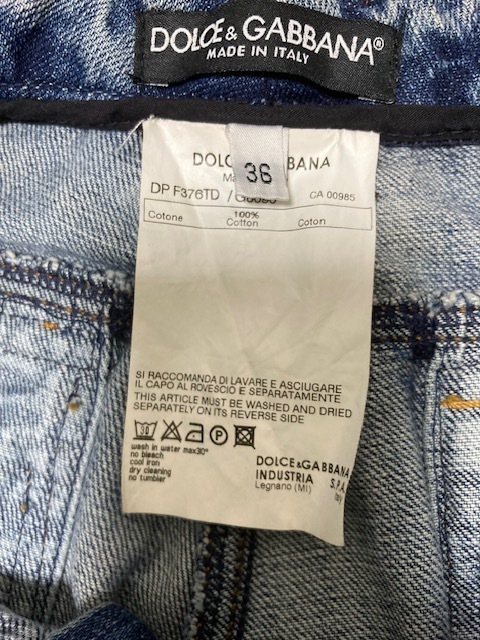 DOLCE & GABBANA®
MADE IN ITALY
36
DP F376TD
CA 00985
Cotone
100%
Cotton
Coton
SI RACCOMANDA DI LAVARE E ASCIUGARE
IL CAPO AL ROVESCIO E SEPARATAMENTE
THIS ARTICLE MUST BE WASHED AND DRIED
SEPARATELY ON ITS REVERSE SIDE
30
P
wash in water max30°
no bleach
cool iron
dry cleaning
no tumbler
DOLCE&GABBANA
INDUSTRIA S.P.A.
Legnano (MI) Italy